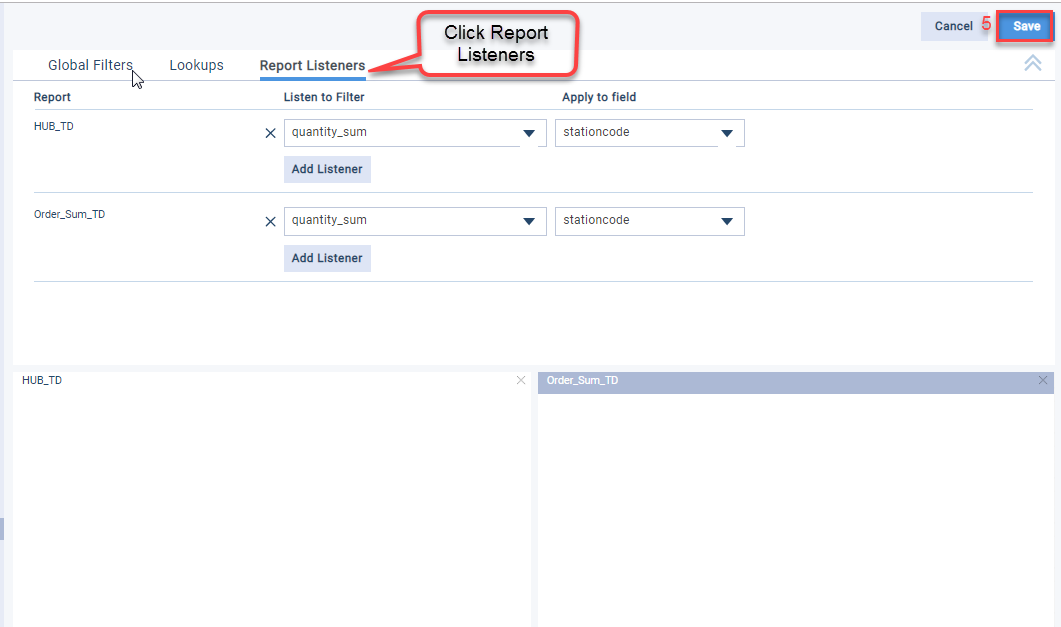 Click Report
Listeners
Cancel 5 Save
Global Filters Lookups Report Listeners
Report Listen to Filter Apply to field
HUB_TD quantity_sum stationcode
Add Listener
Order_Sum_TD quantity_sum stationcode
Add Listener
HUB_TD Order_Sum_TD